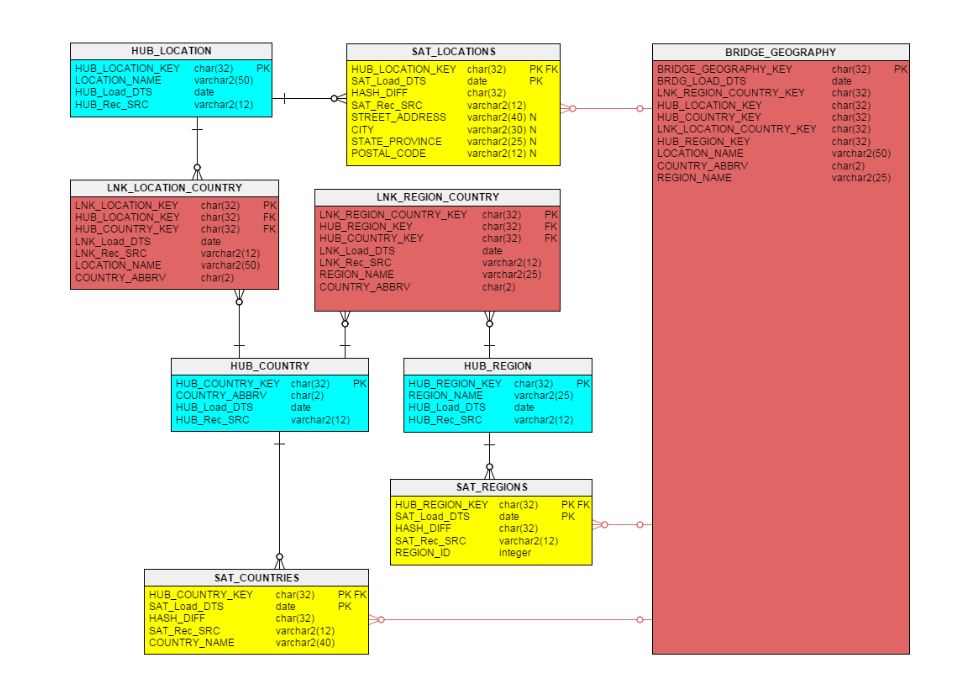 HUB_LOCATION
HUB_LOCATION_KEY char(32) PK
LOCATION_NAME varchar2(50)
HUB_Load_DTS date
HUB_Rec_SRC varchar2(12)
SAT_LOCATIONS
HUB_LOCATION_KEY char(32) PK FK
SAT_Load_DTS date PK
HASH_DIFF char(32)
SAT_Rec_SRC varchar2(12)
STREET_ADDRESS varchar2(40) N
CITY varchar2(30) N
STATE_PROVINCE varchar2(25) N
POSTAL_CODE varchar2(12) N
BRIDGE_GEOGRAPHY
BRIDGE_GEOGRAPHY_KEY char(32) PK
BRDG_LOAD_DTS date
LNK_REGION_COUNTRY_KEY char(32)
HUB_LOCATION_KEY char(32)
HUB_COUNTRY_KEY char(32)
LNK_LOCATION_COUNTRY_KEY char(32)
HUB_REGION_KEY char(32)
LOCATION_NAME varchar2(50)
COUNTRY_ABBRV char(2)
REGION_NAME varchar2(25)
LNK_LOCATION_COUNTRY
LNK_LOCATION_KEY char(32) PK
HUB_LOCATION_KEY char(32) FK
HUB_COUNTRY_KEY char(32) FK
LNK_Load_DTS date
LNK_Rec_SRC varchar2(12)
LOCATION_NAME varchar2(50)
COUNTRY_ABBRV char(2)
LNK_REGION_COUNTRY
LNK_REGION_COUNTRY_KEY char(32) PK
HUB_REGION_KEY char(32) FK
HUB_COUNTRY_KEY char(32) FK
LNK_Load_DTS date
LNK_Rec_SRC varchar2(12)
REGION_NAME varchar2(25)
COUNTRY_ABBRV char(2)
HUB_COUNTRY
HUB_COUNTRY_KEY char(32) PK
COUNTRY_ABBRV char(2)
HUB_Load_DTS date
HUB_Rec_SRC varchar2(12)
HUB_REGION
HUB_REGION_KEY char(32) PK
REGION_NAME varchar2(25)
HUB_Load_DTS date
HUB_Rec_SRC varchar2(12)
SAT_REGIONS
HUB_REGION_KEY char(32) PK FK
SAT_Load_DTS date PK
HASH_DIFF char(32)
SAT_Rec_SRC varchar2(12)
REGION_ID integer
SAT_COUNTRIES
HUB_COUNTRY_KEY char(32) PK FK
SAT_Load_DTS date PK
HASH_DIFF char(32)
SAT_Rec_SRC varchar2(12)
COUNTRY_NAME varchar2(40)